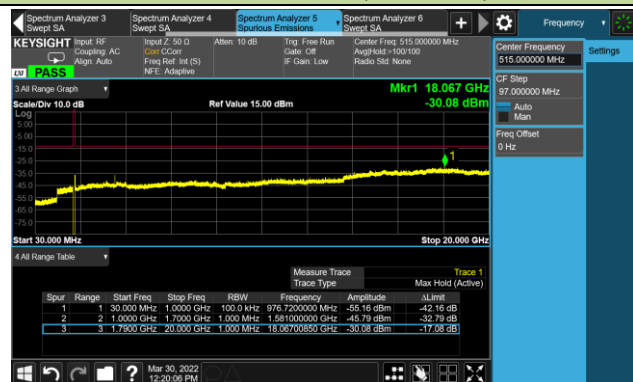 Spectrum Analyzer 3 Swept SA
Spectrum Analyzer 4 Swept SA
Spectrum Analyzer 5 Spurious Emissions
Spectrum Analyzer 6 Swept SA
+
Frequency
KEYSIGHT Input: RF Input Z: 50 Ω Atten: 10 dB Trig: Free Run Center Freq: 515.000000 MHz
Coupling: AC Corr CCorr Gate: Off Avg|Hold:>100/100
Align: Auto Freq Ref: Int (S) IF Gain: Low Radio Std: None
NFE: Adaptive
LXI PASS
Center Frequency
515.000000 MHz
Settings
CF Step
97.000000 MHz
Auto
Man
Freq Offset
0 Hz
3 All Range Graph
Mkr1 18.067 GHz
Scale/Div 10.0 dB Ref Value 15.00 dBm -30.08 dBm
Log
5.00
-5.00
-15.0
-25.0
-35.0
-45.0
-55.0
-65.0
-75.0
1
Start 30.000 MHz Stop 20.000 GHz
4 All Range Table
Measure Trace Trace 1
Trace Type Max Hold (Active)
Spur Range Start Freq Stop Freq RBW Frequency Amplitude ΔLimit
1 1 30.000 MHz 1.0000 GHz 100.0 kHz 976.7200000 MHz -55.16 dBm -42.16 dB
2 2 1.0000 GHz 1.7000 GHz 1.000 MHz 1.581000000 GHz -45.79 dBm -32.79 dB
3 3 1.7900 GHz 20.000 GHz 1.000 MHz 18.06700850 GHz -30.08 dBm -17.08 dB
? Mar 30, 2022
12:20:06 PM